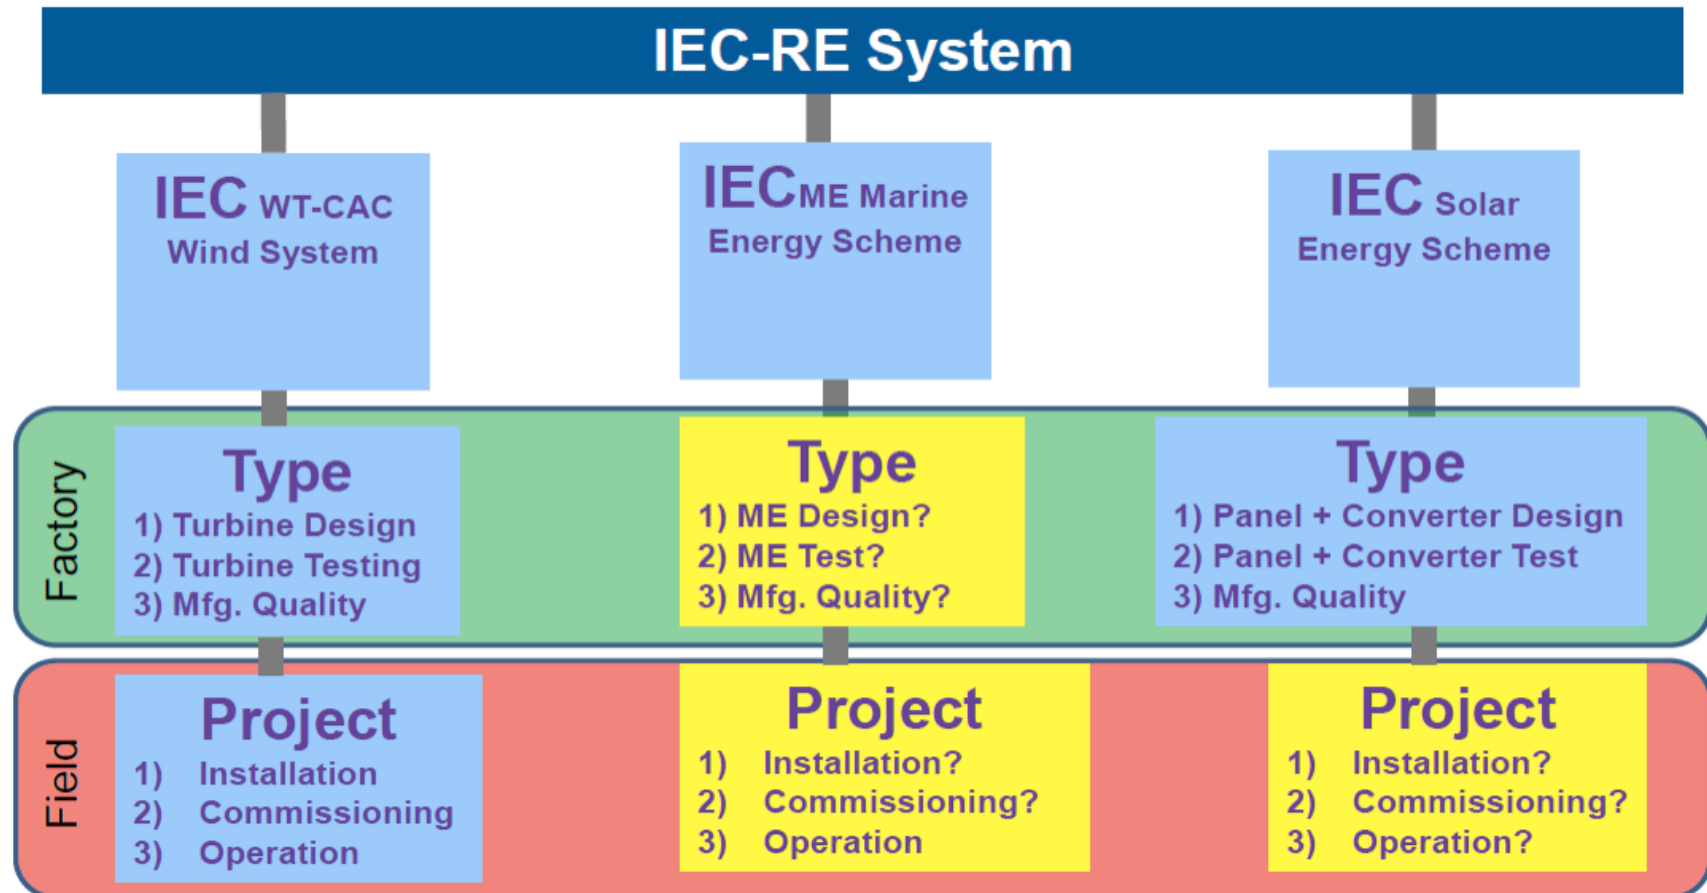 IEC-RE System
IEC WT-CAC
Wind System
IEC ME Marine
Energy Scheme
IEC Solar
Energy Scheme
Factory
Type
1) Turbine Design
2) Turbine Testing
3) Mfg. Quality
Type
1) ME Design?
2) ME Test?
3) Mfg. Quality?
Type
1) Panel + Converter Design
2) Panel + Converter Test
3) Mfg. Quality
Field
Project
1) Installation
2) Commissioning
3) Operation
Project
1) Installation?
2) Commissioning?
3) Operation
Project
1) Installation?
2) Commissioning?
3) Operation?